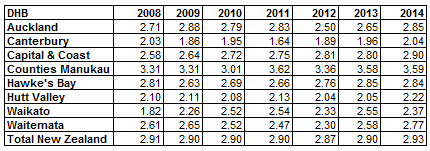 DHB 2008 2009 2010 2011 2012 2013 2014
Auckland 2.71 2.88 2.79 2.83 2.50 2.65 2.85
Canterbury 2.03 1.86 1.95 1.64 1.89 1.96 2.04
Capital & Coast 2.58 2.64 2.72 2.75 2.81 2.80 2.90
Counties Manukau 3.31 3.31 3.01 3.62 3.36 3.58 3.59
Hawke's Bay 2.81 2.63 2.69 2.66 2.76 2.85 2.84
Hutt Valley 2.10 2.11 2.08 2.13 2.04 2.05 2.22
Waikato 1.82 2.26 2.52 2.54 2.33 2.55 2.37
Waitemata 2.61 2.65 2.52 2.47 2.30 2.58 2.77
Total New Zealand 2.91 2.90 2.90 2.90 2.87 2.90 2.93